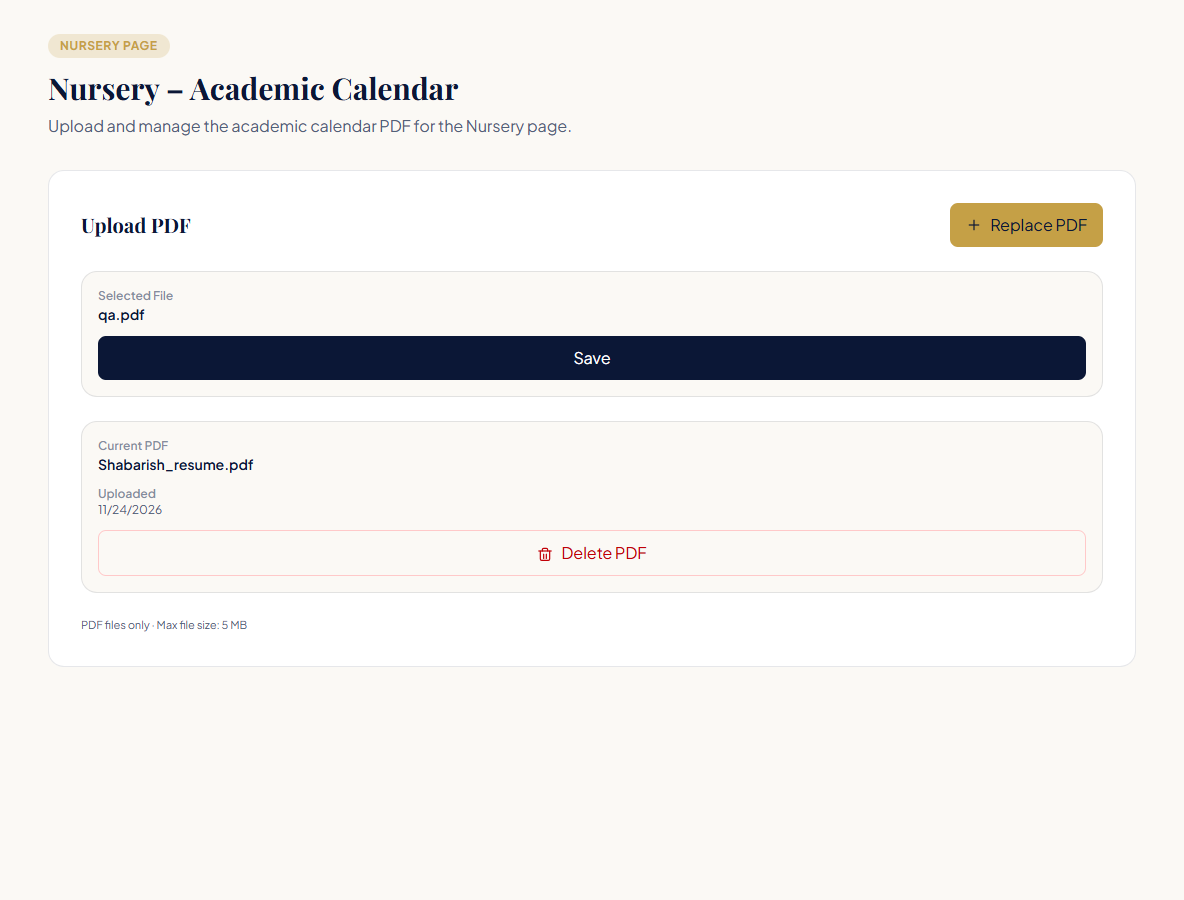 NURSERY PAGE
Nursery – Academic Calendar
Upload and manage the academic calendar PDF for the Nursery page.
Upload PDF
+ Replace PDF
Selected File
qa.pdf
Save
Current PDF
Shabarish_resume.pdf
Uploaded
11/24/2026
Delete PDF
PDF files only · Max file size: 5 MB